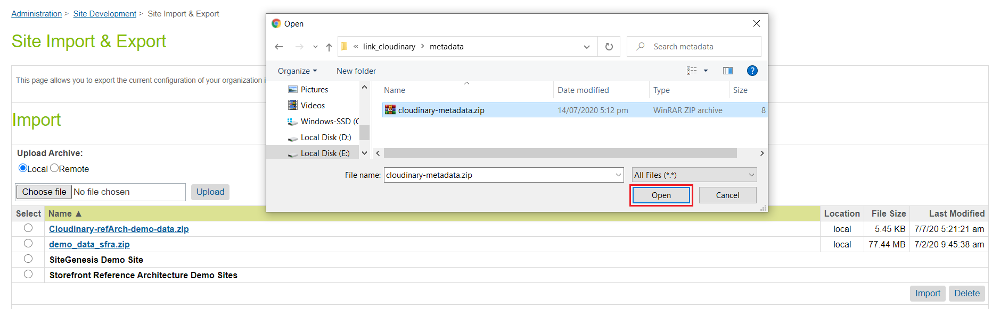 Administration > Site Development > Site Import & Export
Site Import & Export
This page allows you to export the current configuration of your organization i
Import
Upload Archive:
Local Remote
Choose file No file chosen Upload
Open
« link_cloudinary > metadata
Search metadata
Organize New folder
?
Pictures
Videos
Windows-SSD (C
Local Disk (D:)
Local Disk (E:)
Name Date modified Type Size
cloudinary-metadata.zip 14/07/2020 5:12 pm WinRAR ZIP archive 8
File name: cloudinary-metadata.zip All Files (*.*)
Open Cancel
Select Name ▲ Location File Size Last Modified
Cloudinary-refArch-demo-data.zip local 5.45 KB 7/7/20 5:21:21 am
demo_data_sfra.zip local 77.44 MB 7/2/20 9:45:38 am
SiteGenesis Demo Site
Storefront Reference Architecture Demo Sites
Import Delete